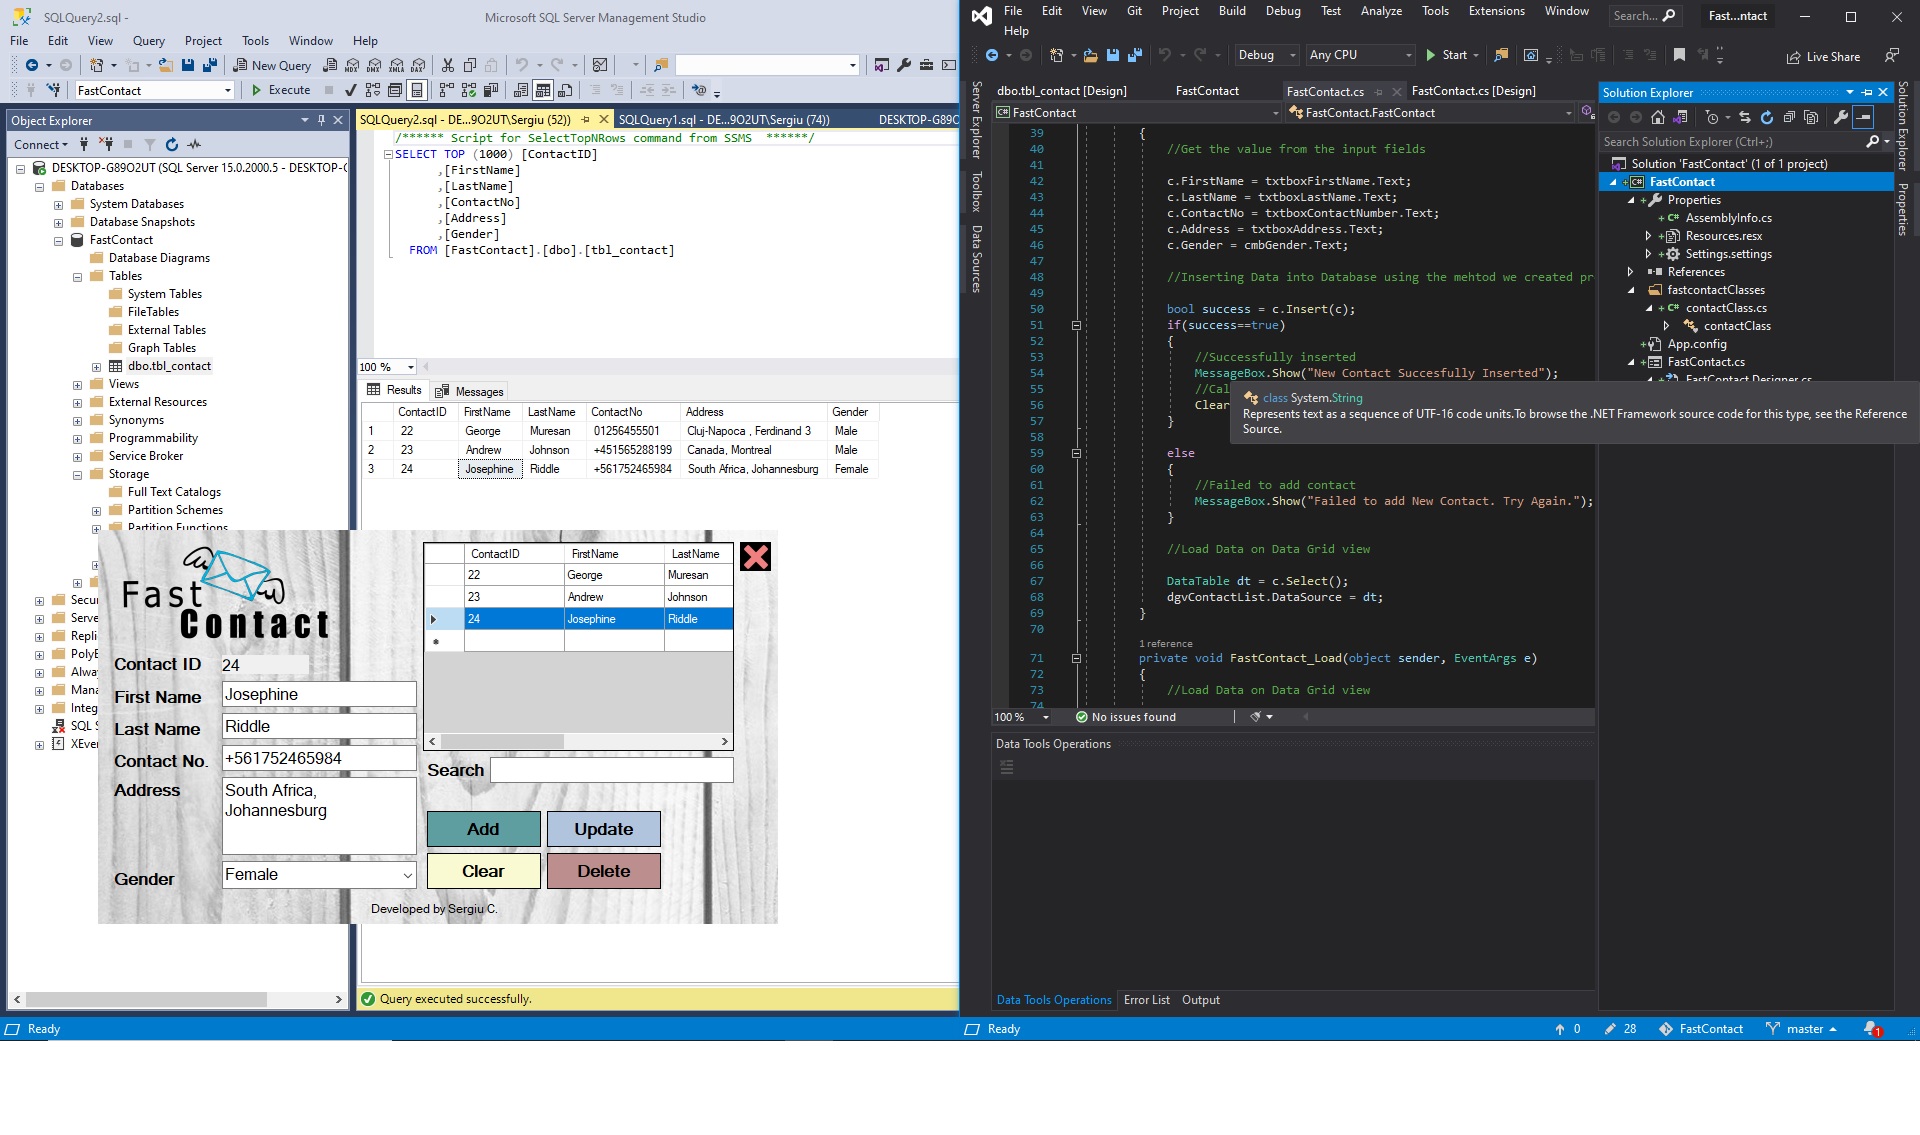 SQLQuery2.sql -
Microsoft SQL Server Management Studio
File Edit View Query Project Tools Window Help
New Query MDX DMX XMLA DAX
FastContact Execute
Object Explorer
Connect
DESKTOP-G89O2UT (SQL Server 15.0.2000.5 - DESKTOP-G
Databases
System Databases
Database Snapshots
FastContact
Database Diagrams
Tables
System Tables
FileTables
External Tables
Graph Tables
dbo.tbl_contact
Views
External Resources
Synonyms
Programmability
Service Broker
Storage
Full Text Catalogs
Partition Schemes
Partition Functions
Secu
Serve
Repli
PolyB
Alway
Mana
Integ
SQL S
XEven
SQLQuery2.sql - DE...9O2UT\Sergiu (52))
SQLQuery1.sql - DE...9O2UT\Sergiu (74))
DESKTOP-G89O
/****** Script for SelectTopNRows command from SSMS ******/
SELECT TOP (1000) [ContactID]
,[FirstName]
,[LastName]
,[ContactNo]
,[Address]
,[Gender]
FROM [FastContact].[dbo].[tbl_contact]
100 %
Results Messages
ContactID FirstName LastName ContactNo Address Gender
1 22 George Muresan 01256455501 Cluj-Napoca , Ferdinand 3 Male
2 23 Andrew Johnson +451565288199 Canada, Montreal Male
3 24 Josephine Riddle +561752465984 South Africa, Johannesburg Female
Fast
Contact
Contact ID 24
First Name Josephine
Last Name Riddle
Contact No. +561752465984
Address South Africa,
Johannesburg
Gender Female
ContactID FirstName LastName
22 George Muresan
23 Andrew Johnson
24 Josephine Riddle
Search
Add Update
Clear Delete
Developed by Sergiu C.
Query executed successfully.
Ready
File Edit View Git Project Build Debug Test Analyze Tools Extensions Window
Help
Search...
Fast...ntact
Debug Any CPU Start
Live Share
Server Explorer
Toolbox
Data Sources
dbo.tbl_contact [Design] FastContact FastContact.cs FastContact.cs [Design]
FastContact FastContact.FastContact
39 {
40 //Get the value from the input fields
41
42 c.FirstName = txtboxFirstName.Text;
43 c.LastName = txtboxLastName.Text;
44 c.ContactNo = txtboxContactNumber.Text;
45 c.Address = txtboxAddress.Text;
46 c.Gender = cmbGender.Text;
47
48 //Inserting Data into Database using the mehtod we created pr
49
50 bool success = c.Insert(c);
51 if(success==true)
52 {
53 //Successfully inserted
54 MessageBox.Show("New Contact Succesfully Inserted");
55 //Cal
56 Clear
57 }
58
59 else
60 {
61 //Failed to add contact
62 MessageBox.Show("Failed to add New Contact. Try Again.");
63 }
64
65 //Load Data on Data Grid view
66
67 DataTable dt = c.Select();
68 dgvContactList.DataSource = dt;
69 }
70
1 reference
71 private void FastContact_Load(object sender, EventArgs e)
72 {
73 //Load Data on Data Grid view
74
class System.String
Represents text as a sequence of UTF-16 code units.To browse the .NET Framework source code for this type, see the Reference
Source.
100 % No issues found
Data Tools Operations
Data Tools Operations Error List Output
Solution Explorer
Search Solution Explorer (Ctrl+;)
Solution 'FastContact' (1 of 1 project)
FastContact
Properties
AssemblyInfo.cs
Resources.resx
Settings.settings
References
fastcontactClasses
contactClass.cs
contactClass
App.config
FastContact.cs
FastContact.Designer.cs
Solution Explorer
Properties
Ready
0 28 FastContact master 1